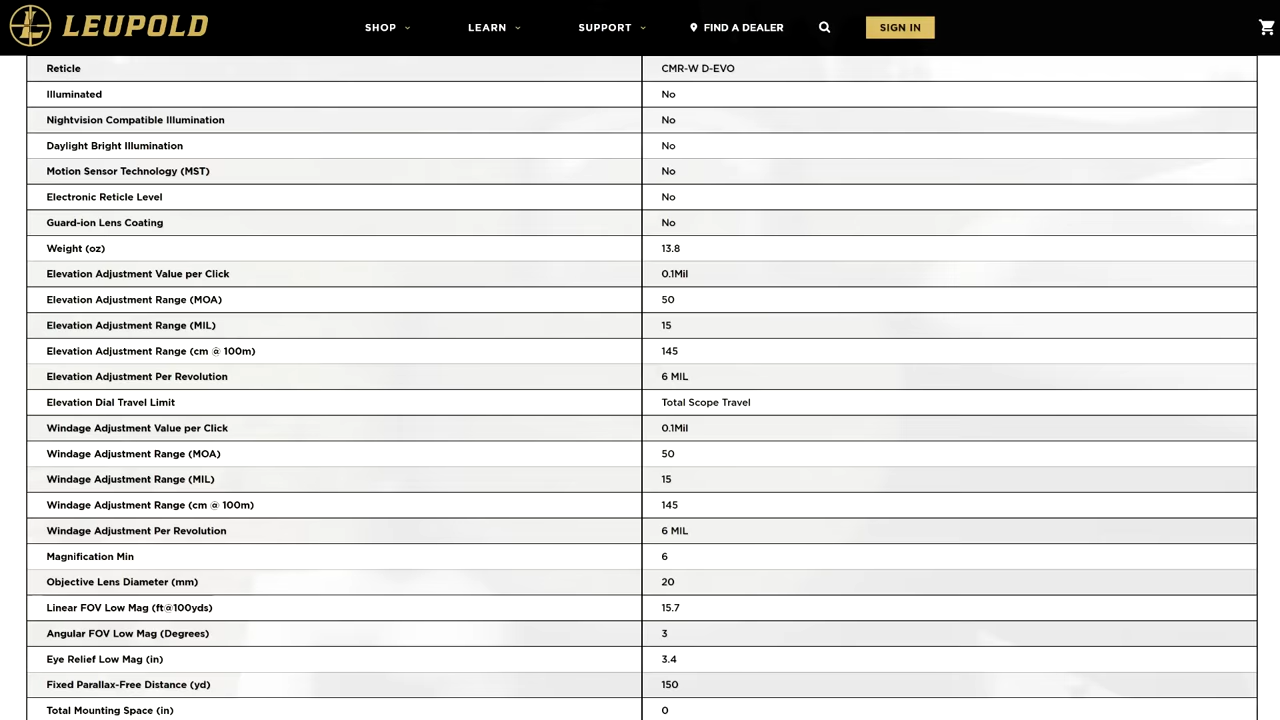 LEUPOLD SHOP LEARN SUPPORT FIND A DEALER SIGN IN
Reticle CMR-W D-EVO
Illuminated No
Nightvision Compatible Illumination No
Daylight Bright Illumination No
Motion Sensor Technology (MST) No
Electronic Reticle Level No
Guard-ion Lens Coating No
Weight (oz) 13.8
Elevation Adjustment Value per Click 0.1Mil
Elevation Adjustment Range (MOA) 50
Elevation Adjustment Range (MIL) 15
Elevation Adjustment Range (cm @ 100m) 145
Elevation Adjustment Per Revolution 6 MIL
Elevation Dial Travel Limit Total Scope Travel
Windage Adjustment Value per Click 0.1Mil
Windage Adjustment Range (MOA) 50
Windage Adjustment Range (MIL) 15
Windage Adjustment Range (cm @ 100m) 145
Windage Adjustment Per Revolution 6 MIL
Magnification Min 6
Objective Lens Diameter (mm) 20
Linear FOV Low Mag (ft@100yds) 15.7
Angular FOV Low Mag (Degrees) 3
Eye Relief Low Mag (in) 3.4
Fixed Parallax-Free Distance (yd) 150
Total Mounting Space (in) 0